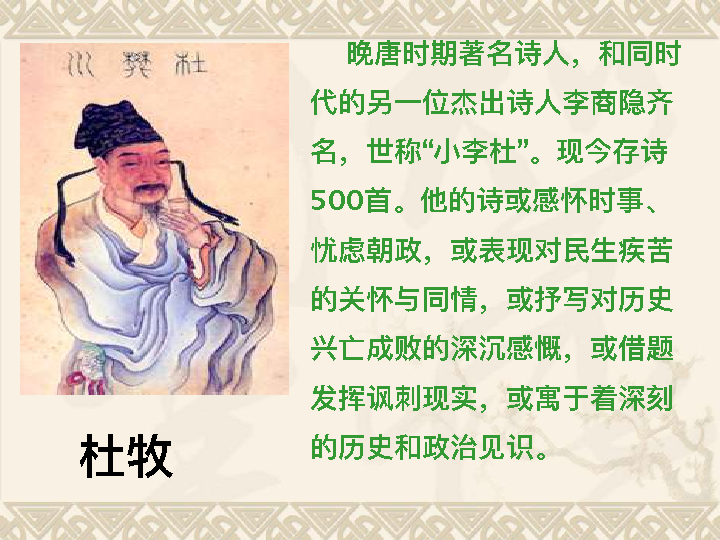 晚唐时期著名诗人，和同时
代的另一位杰出诗人李商隐齐
名，世称“小李杜”。现今存诗
500首。他的诗或感怀时事、
忧虑朝政，或表现对民生疾苦
的关怀与同情，或抒写对历史
兴亡成败的深沉感慨，或借题
发挥讽刺现实，或寓于着深刻
的历史和政治见识。
杜牧